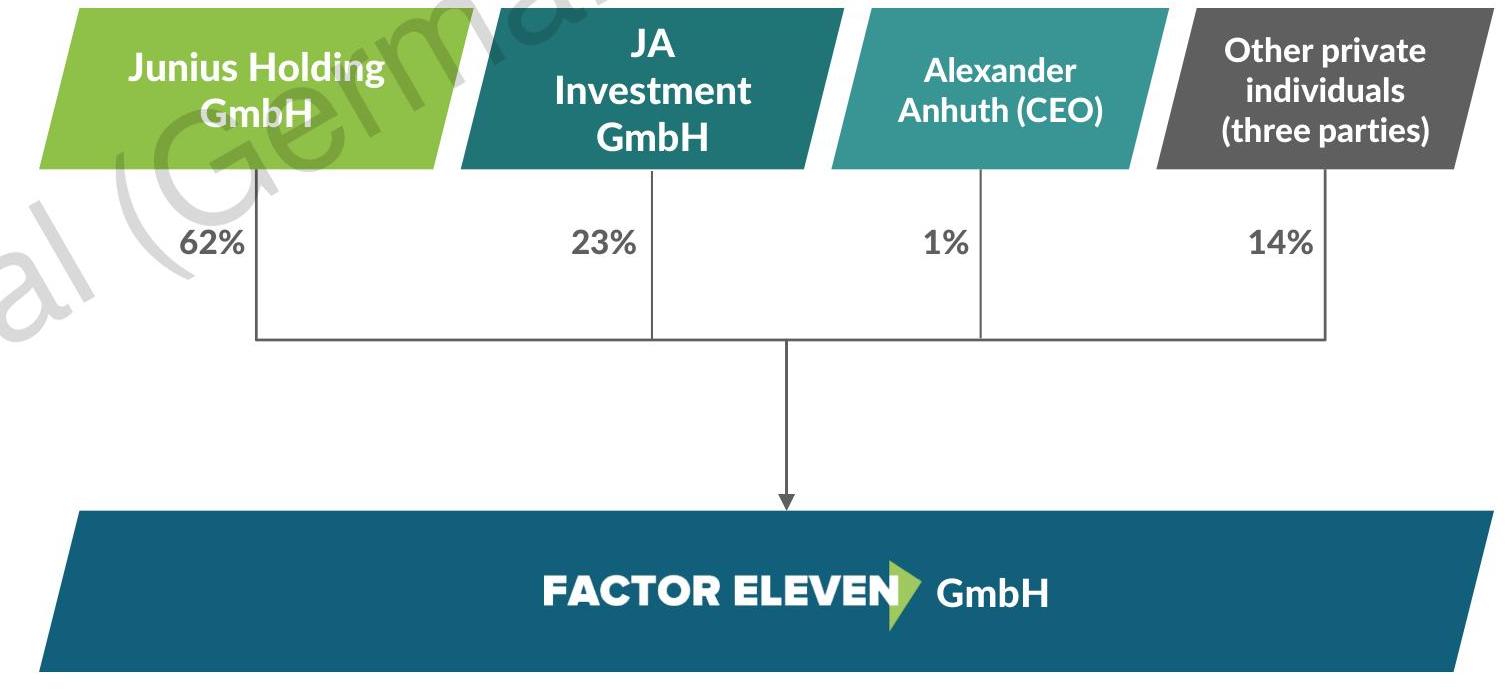 Junius Holding
GmbH
JA
Investment
GmbH
Alexander
Anhuth (CEO)
Other private
individuals
(three parties)
62%
23%
1%
14%
FACTOR ELEVEN GmbH